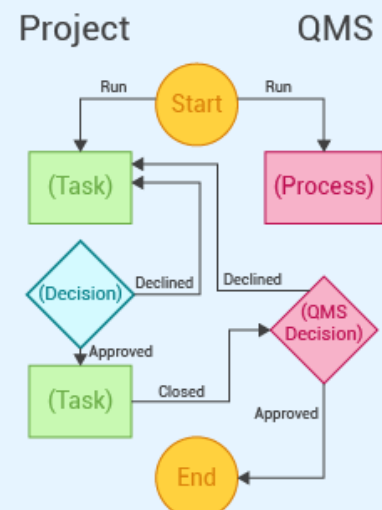 Project
QMS
Run
Start
Run
(Task)
(Process)
(Decision)
Declined
Declined
(QMS
Decision)
Approved
(Task)
Closed
Approved
End